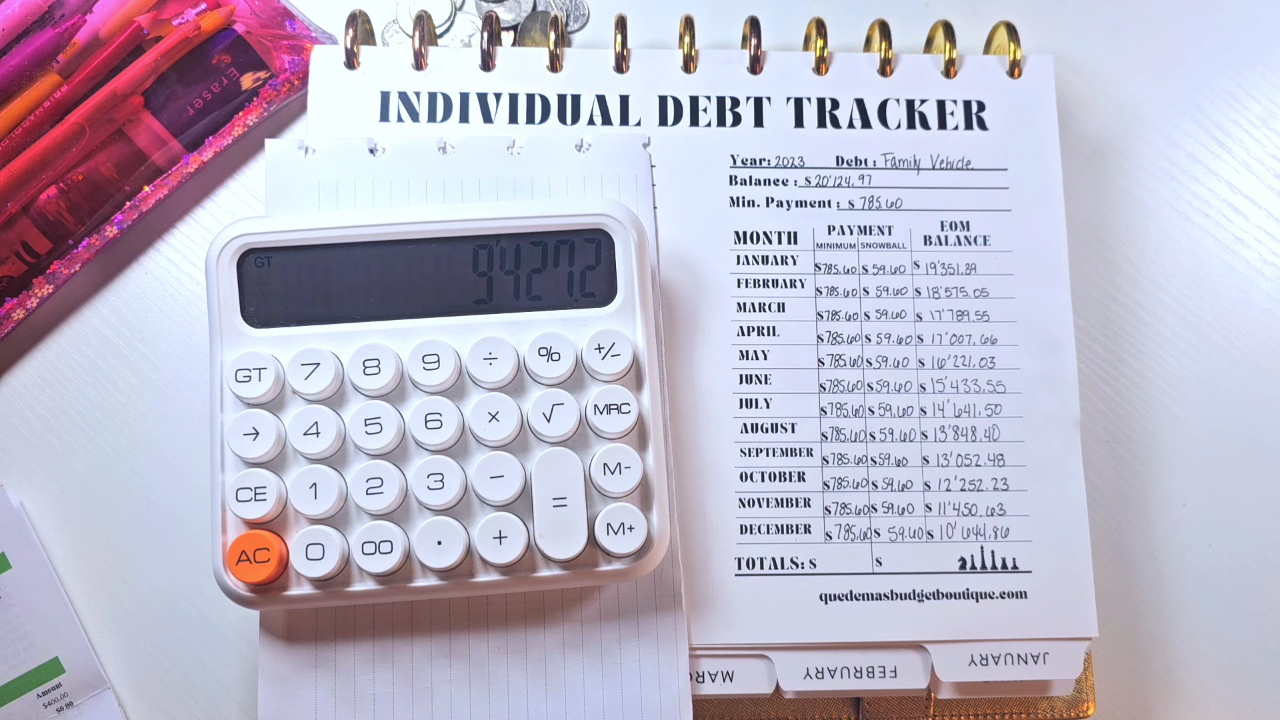 Eraser
INDIVIDUAL DEBT TRACKER
Year: 2023 Debt: Family Vehicle
Balance: $20'124.97
Min. Payment: $785.60
MONTH PAYMENT EOM BALANCE
MINIMUM SNOWBALL
JANUARY $785.60 $59.60 $19'351.39
FEBRUARY $785.60 $59.60 $18'575.05
MARCH $785.60 $59.60 $17'789.55
APRIL $785.60 $59.60 $17'007.66
MAY $785.60 $59.60 $16'221.03
JUNE $785.60 $59.60 $15'433.55
JULY $785.60 $59.60 $14'641.50
AUGUST $785.60 $59.60 $13'848.40
SEPTEMBER $785.60 $59.60 $13'052.48
OCTOBER $785.60 $59.60 $12'252.23
NOVEMBER $785.60 $59.60 $11'450.63
DECEMBER $785.60 $59.60 $10'644.86
TOTALS: $ $
quedemasbudgetboutique.com
GT 9'427.2
GT 7 8 9 ÷ % +/-
→ 4 5 6 × √ MRC
CE 1 2 3 − = M-
AC 0 00 . + M+
MARC
FEBRUARY
JANUARY
Amount
$400.00
$0.00